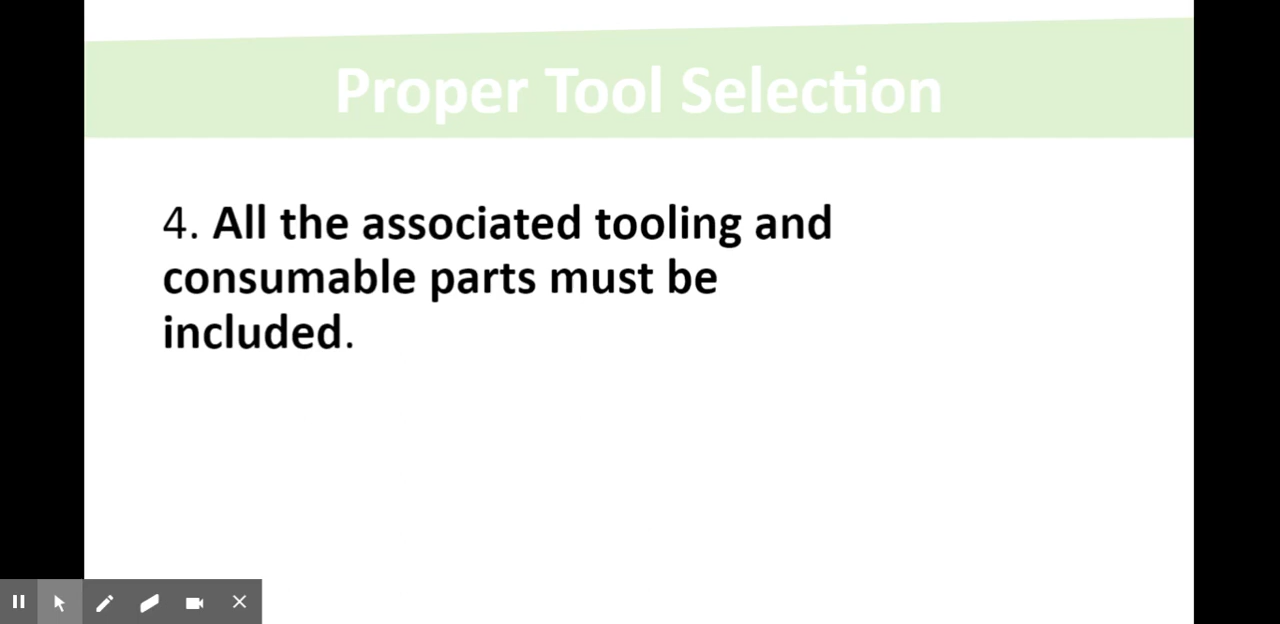 Proper Tool Selection
4. All the associated tooling and
consumable parts must be
included.